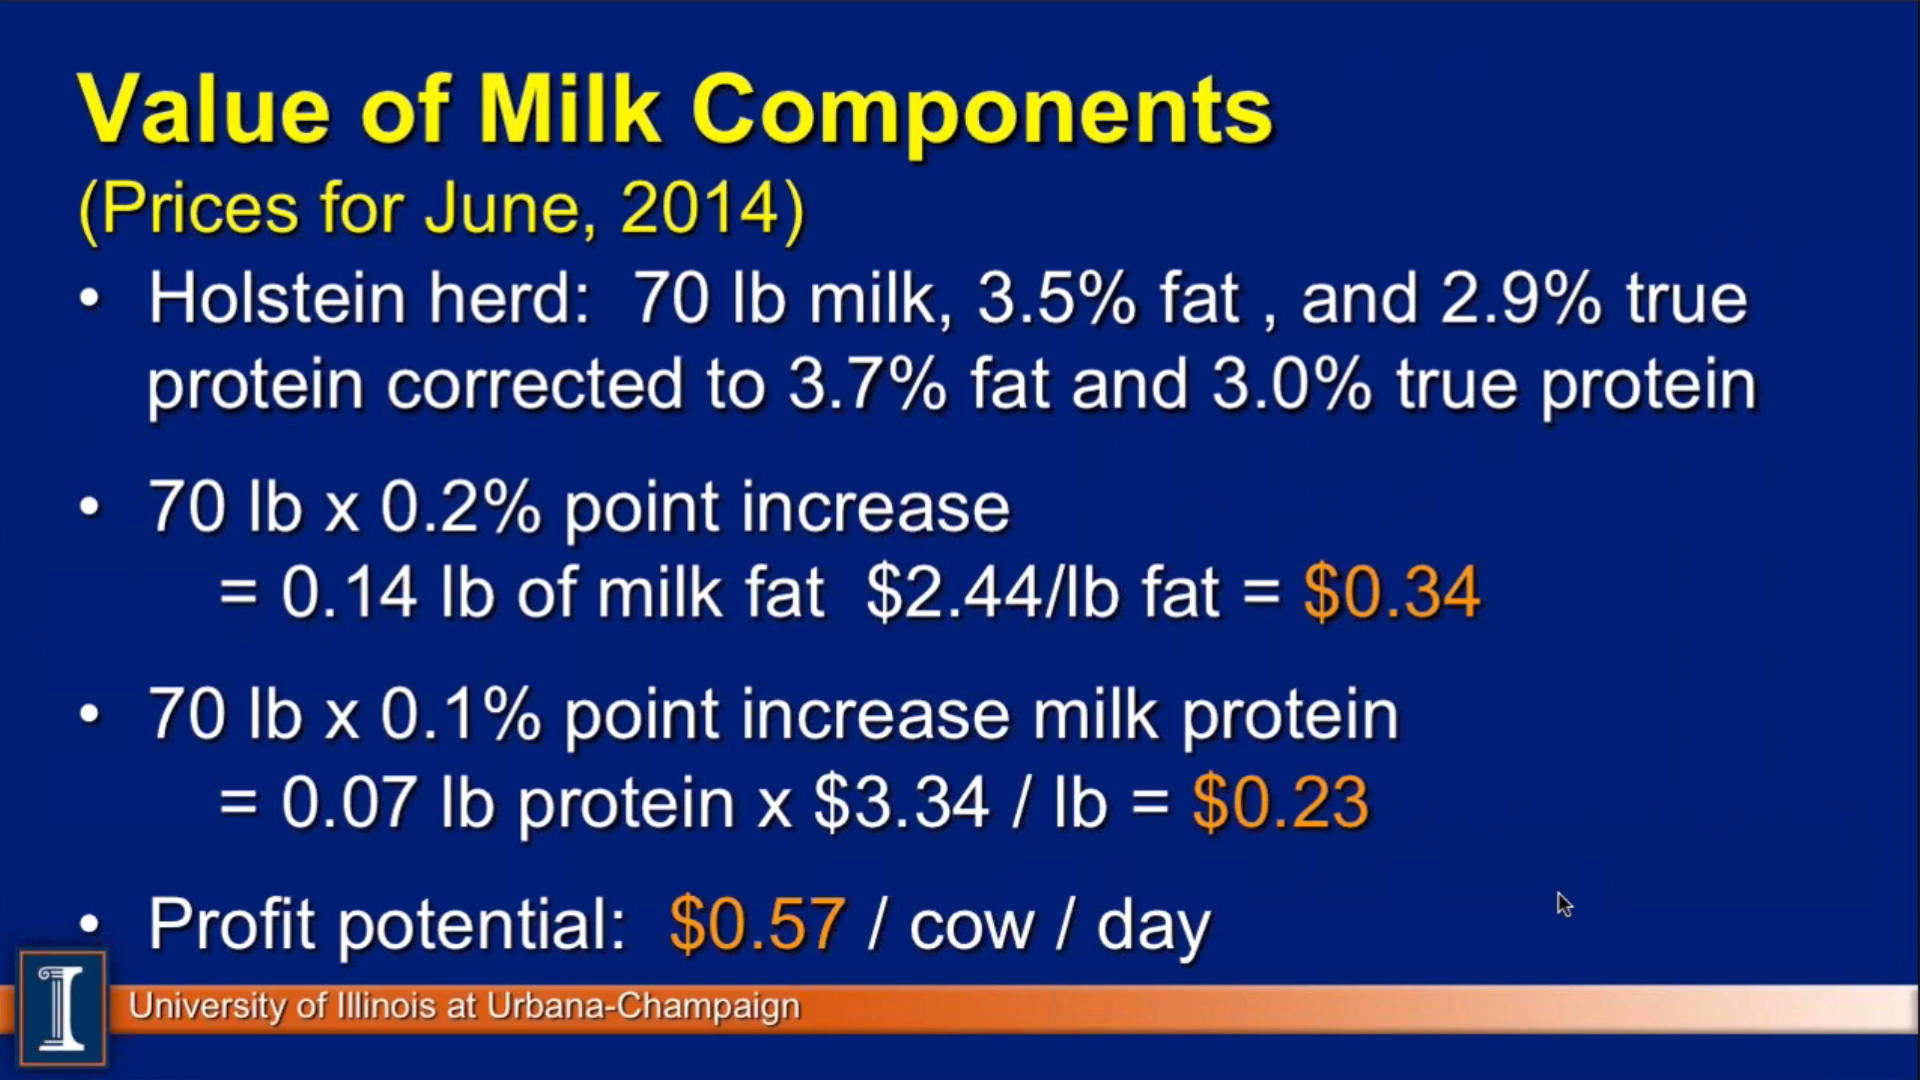 Value of Milk Components
(Prices for June, 2014)
• Holstein herd: 70 lb milk, 3.5% fat , and 2.9% true
protein corrected to 3.7% fat and 3.0% true protein
• 70 lb x 0.2% point increase
= 0.14 lb of milk fat $2.44/lb fat = $0.34
• 70 lb x 0.1% point increase milk protein
= 0.07 lb protein x $3.34 / lb = $0.23
• Profit potential: $0.57 / cow / day
I
University of Illinois at Urbana-Champaign